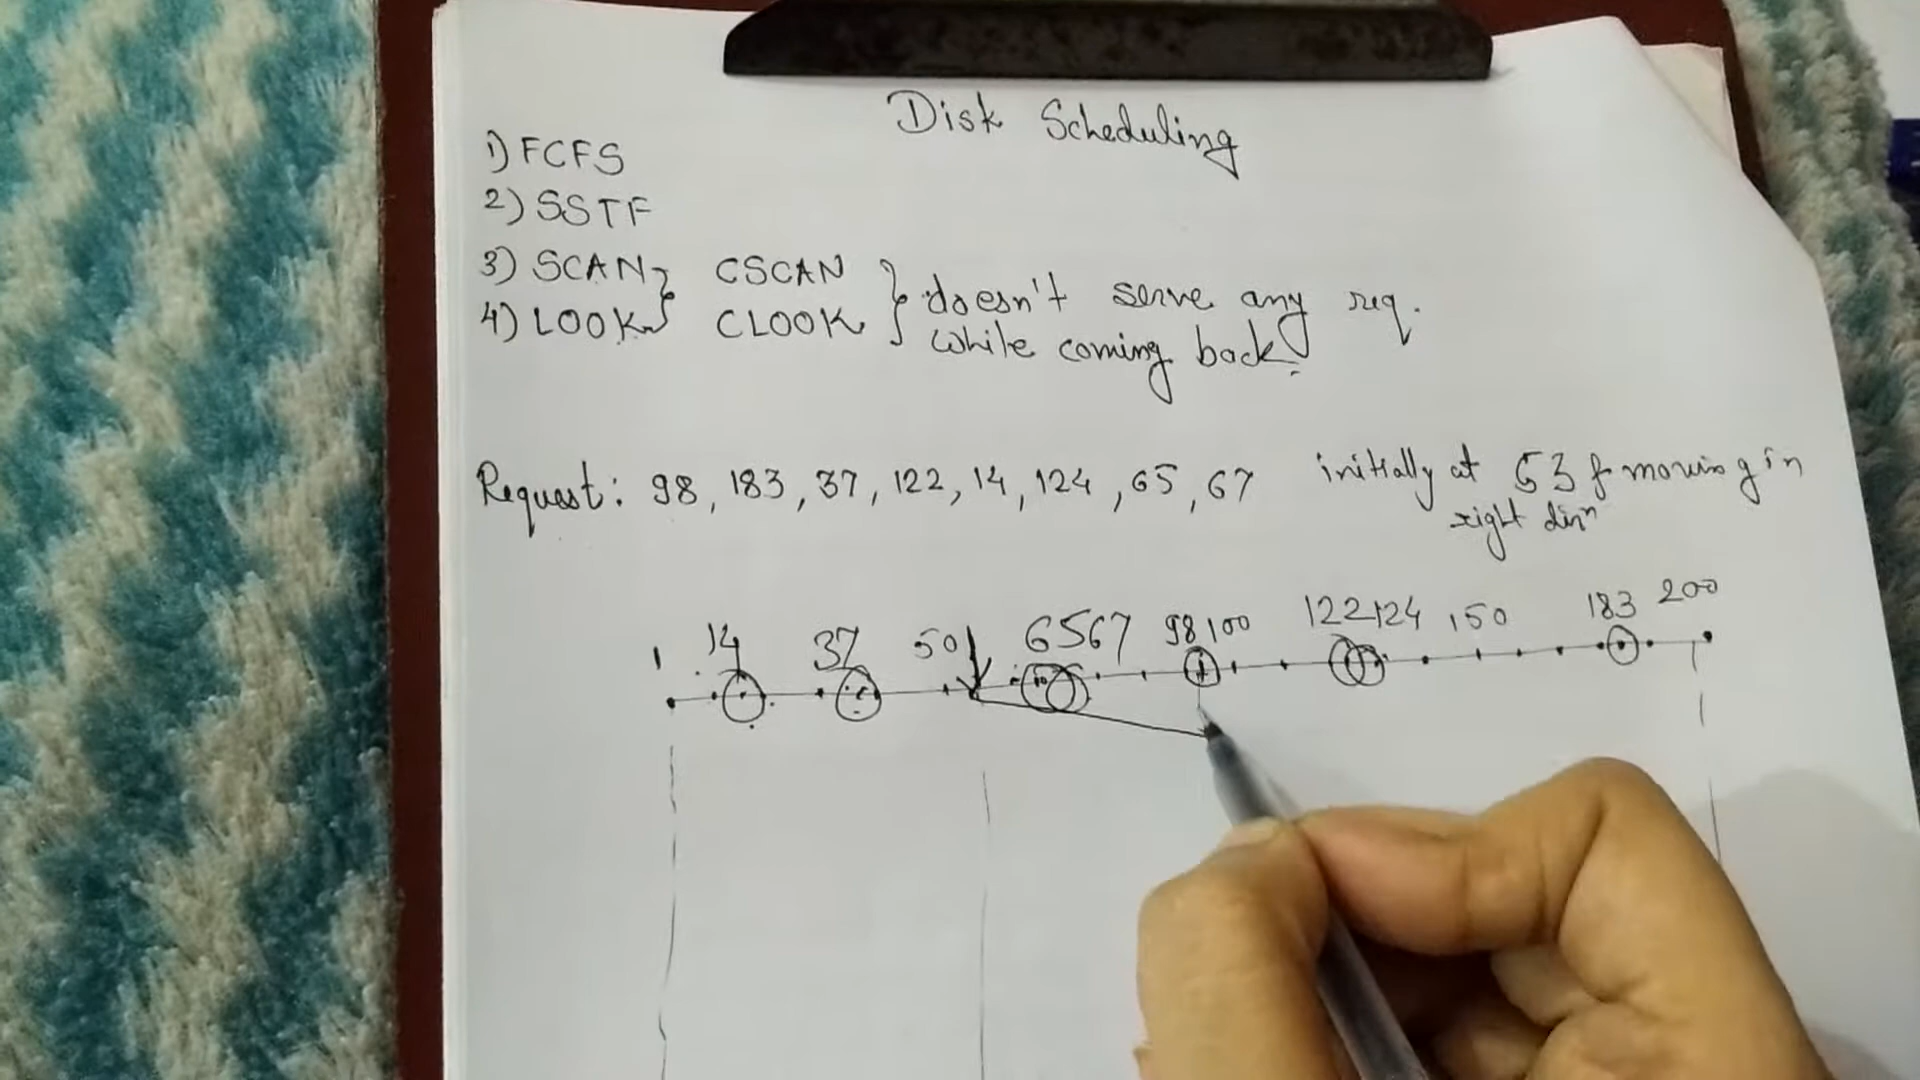 Disk Scheduling
1) FCFS
2) SSTF
3) SCAN } CSCAN } doesn't serve any req.
4) LOOK } CLOOK } while coming back
Request: 98, 183, 37, 122, 14, 124, 65, 67 initially at 53 & moving in
right dirⁿ
1 14 37 50 65 67 98 100 122 124 150 183 200